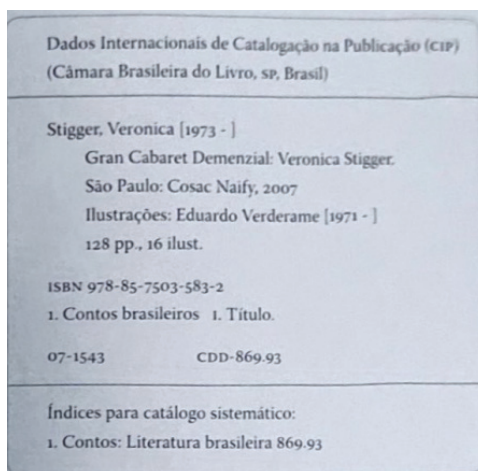 Dados Internacionais de Catalogação na Publicação (CIP)
(Câmara Brasileira do Livro, SP, Brasil)
Stigger, Veronica [1973 - ]
Gran Cabaret Demenzial: Veronica Stigger.
São Paulo: Cosac Naify, 2007
Ilustrações: Eduardo Verderame [1971 - ]
128 pp., 16 ilust.
ISBN 978-85-7503-583-2
1. Contos brasileiros 1. Título.
07-1543 CDD-869.93
Índices para catálogo sistemático:
1. Contos: Literatura brasileira 869.93